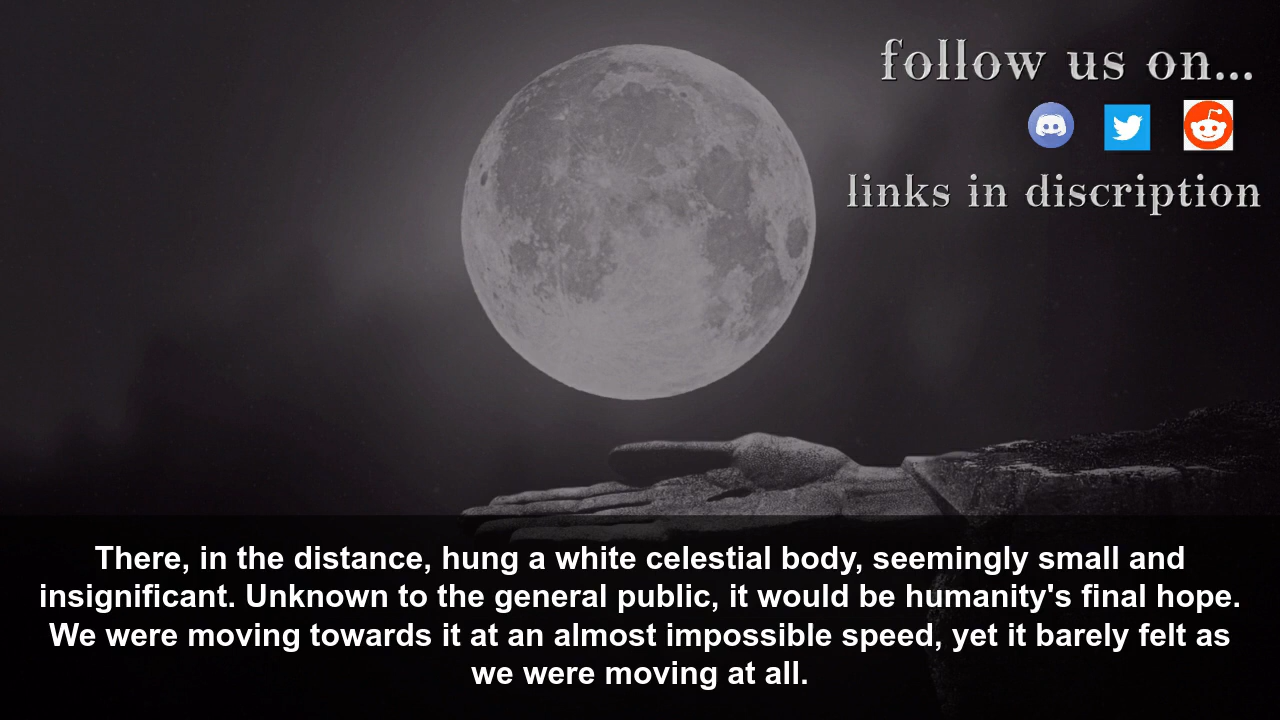 follow us on...
links in discription
There, in the distance, hung a white celestial body, seemingly small and
insignificant. Unknown to the general public, it would be humanity's final hope.
We were moving towards it at an almost impossible speed, yet it barely felt as
we were moving at all.